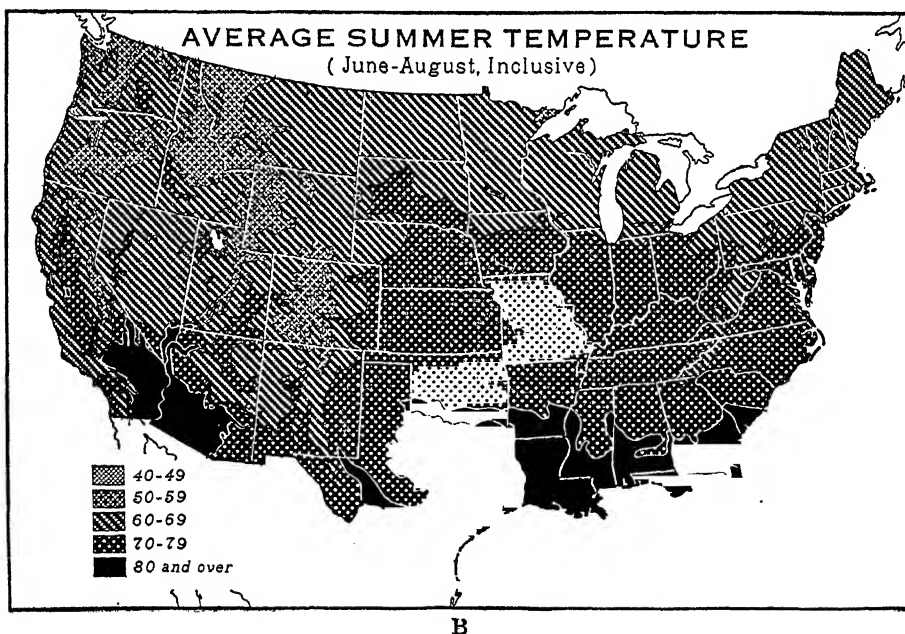 AVERAGE SUMMER TEMPERATURE
(June-August, Inclusive)
40-49
50-59
60-69
70-79
80 and over
B